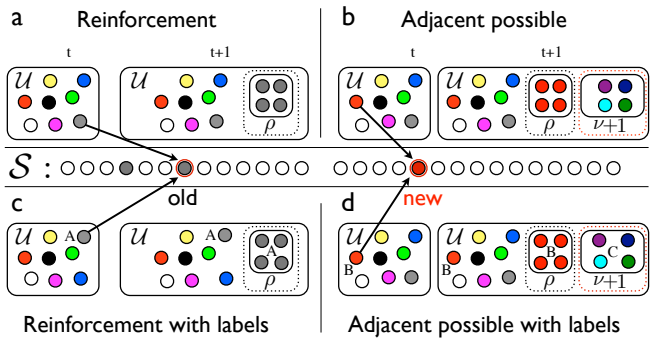 a Reinforcement
b Adjacent possible
t t+1
t t+1
𝒰 𝒰 ρ
𝒰 𝒰 ρ ν+1
𝒮 :
old new
c
d
𝒰 A 𝒰 A A ρ
𝒰 B 𝒰 B B ρ C ν+1
Reinforcement with labels
Adjacent possible with labels